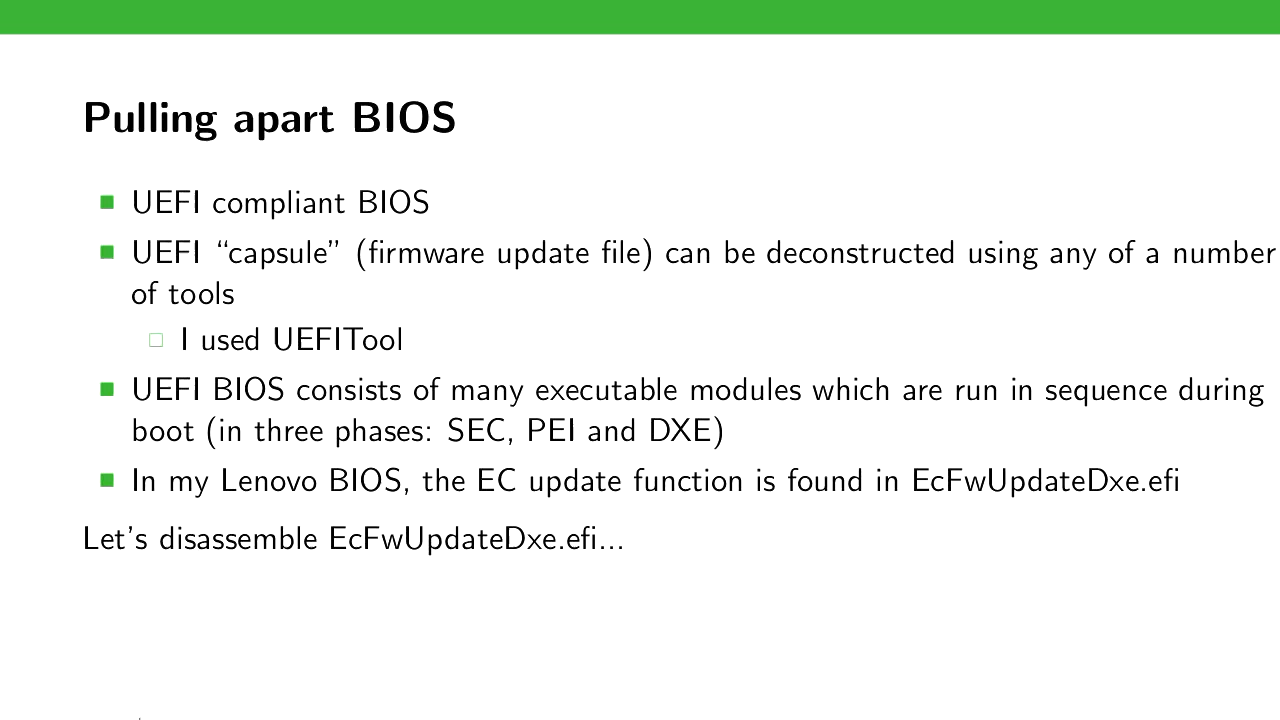 Pulling apart BIOS
UEFI compliant BIOS
UEFI “capsule” (firmware update file) can be deconstructed using any of a number
of tools
I used UEFITool
UEFI BIOS consists of many executable modules which are run in sequence during
boot (in three phases: SEC, PEI and DXE)
In my Lenovo BIOS, the EC update function is found in EcFwUpdateDxe.efi
Let’s disassemble EcFwUpdateDxe.efi...